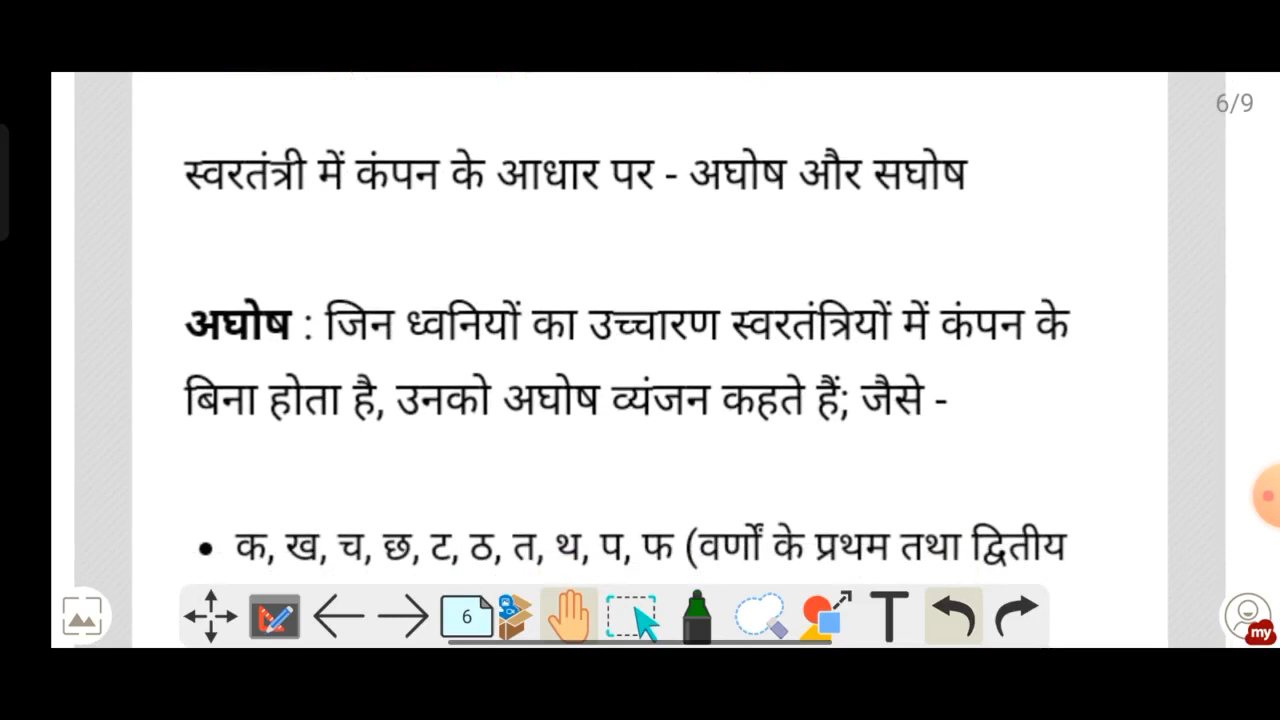 6/9
स्वरतंत्री में कंपन के आधार पर - अघोष और सघोष
अघोष : जिन ध्वनियों का उच्चारण स्वरतंत्रियों में कंपन के
बिना होता है, उनको अघोष व्यंजन कहते हैं; जैसे -
• क, ख, च, छ, ट, ठ, त, थ, प, फ (वर्णों के प्रथम तथा द्वितीय
6
T
my